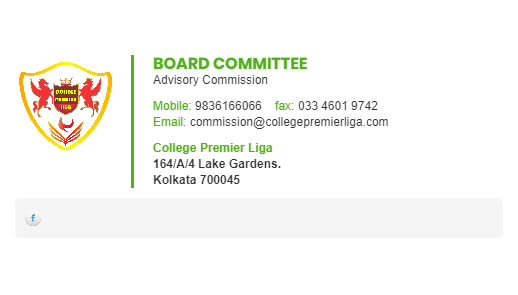 COLLEGE
PREMIER
LIGA
BOARD COMMITTEE
Advisory Commission
Mobile: 9836166066 fax: 033 4601 9742
Email: commission@collegepremierliga.com
College Premier Liga
164/A/4 Lake Gardens.
Kolkata 700045
f